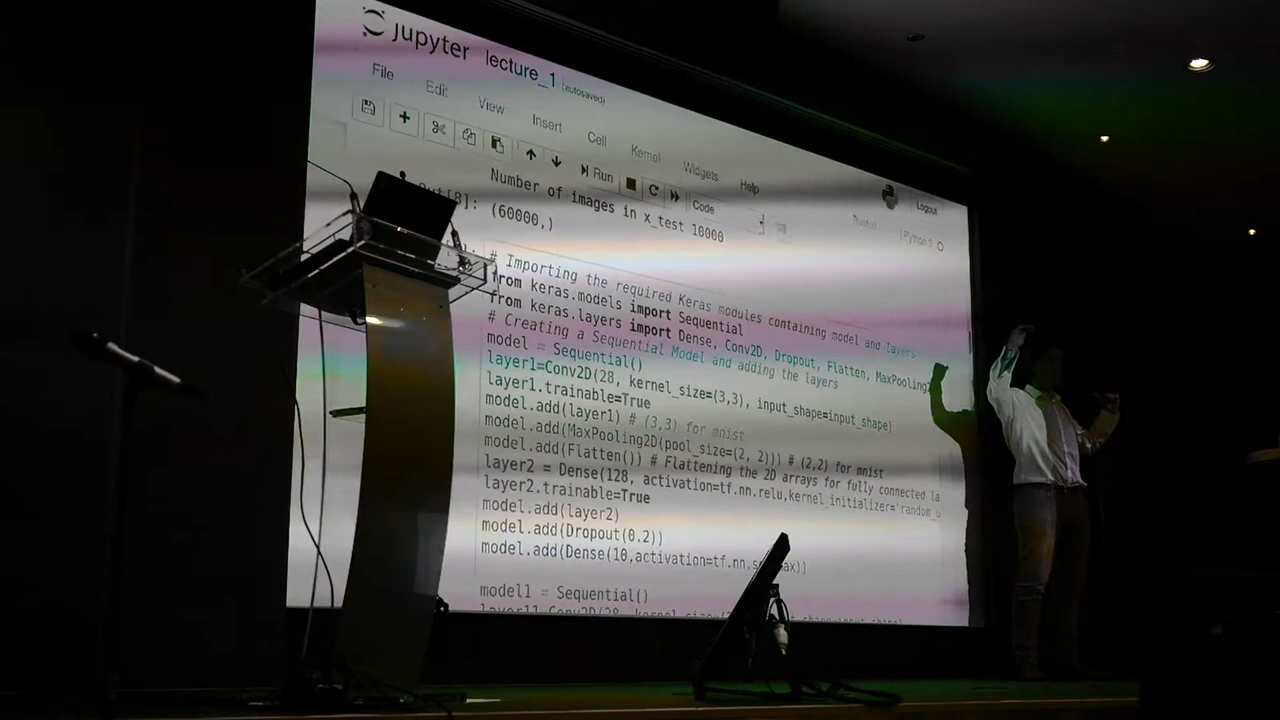 jupyter lecture_1 (autosaved)
File Edit View Insert Cell Kernel Widgets Help
Trusted Python 3
Logout
Run Code
Number of images in x_test 10000
Out[8]: (60000,)
# Importing the required Keras modules containing model and layers
from keras.models import Sequential
from keras.layers import Dense, Conv2D, Dropout, Flatten, MaxPooling2
# Creating a Sequential Model and adding the layers
model = Sequential()
layer1=Conv2D(28, kernel_size=(3,3), input_shape=input_shape)
layer1.trainable=True
model.add(layer1) # (3,3) for mnist
model.add(MaxPooling2D(pool_size=(2, 2))) # (2,2) for mnist
model.add(Flatten()) # Flattening the 2D arrays for fully connected la
layer2 = Dense(128, activation=tf.nn.relu,kernel_initializer='random_u
layer2.trainable=True
model.add(layer2)
model.add(Dropout(0.2))
model.add(Dense(10,activation=tf.nn.
model1 = Sequential()